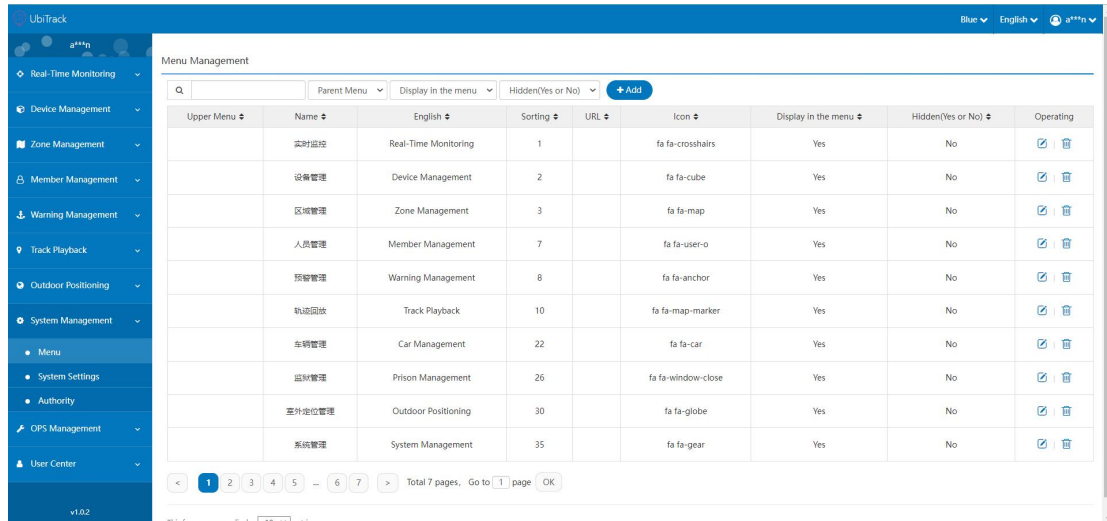 UbiTrack
Blue English a***n
a***n
Real-Time Monitoring
Device Management
Zone Management
Member Management
Warning Management
Track Playback
Outdoor Positioning
System Management
Menu
System Settings
Authority
OPS Management
User Center
v1.0.2
Menu Management
Parent Menu Display in the menu Hidden(Yes or No) +Add
Upper Menu Name English Sorting URL Icon Display in the menu Hidden(Yes or No) Operating
实时监控 Real-Time Monitoring 1 fa fa-crosshairs Yes No
设备管理 Device Management 2 fa fa-cube Yes No
区域管理 Zone Management 3 fa fa-map Yes No
人员管理 Member Management 7 fa fa-user-o Yes No
预警管理 Warning Management 8 fa fa-anchor Yes No
轨迹回放 Track Playback 10 fa fa-map-marker Yes No
车辆管理 Car Management 22 fa fa-car Yes No
监狱管理 Prison Management 26 fa fa-window-close Yes No
室外定位管理 Outdoor Positioning 30 fa fa-globe Yes No
系统管理 System Management 35 fa fa-gear Yes No
< 1 2 3 4 5 ... 6 7 > Total 7 pages, Go to 1 page OK